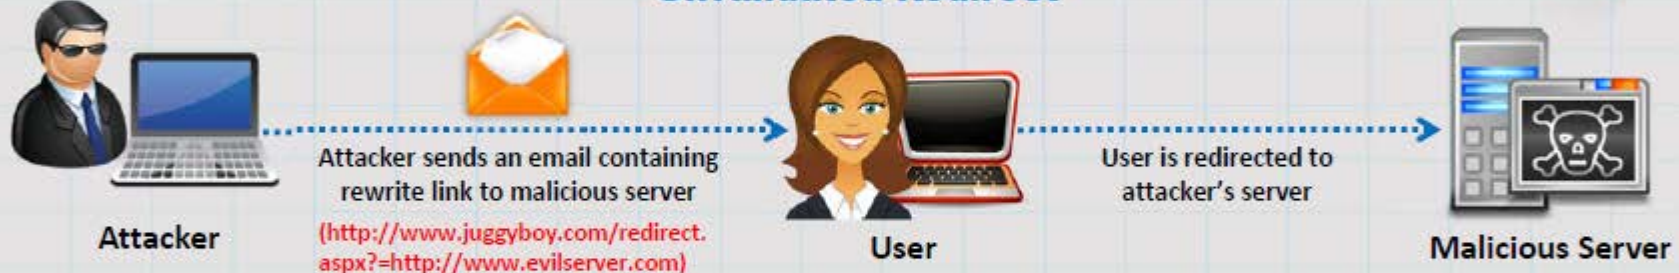 Attacker sends an email containing
rewrite link to malicious server
(http://www.juggyboy.com/redirect.
aspx?=http://www.evilserver.com)
User is redirected to
attacker's server
Attacker
User
Malicious Server